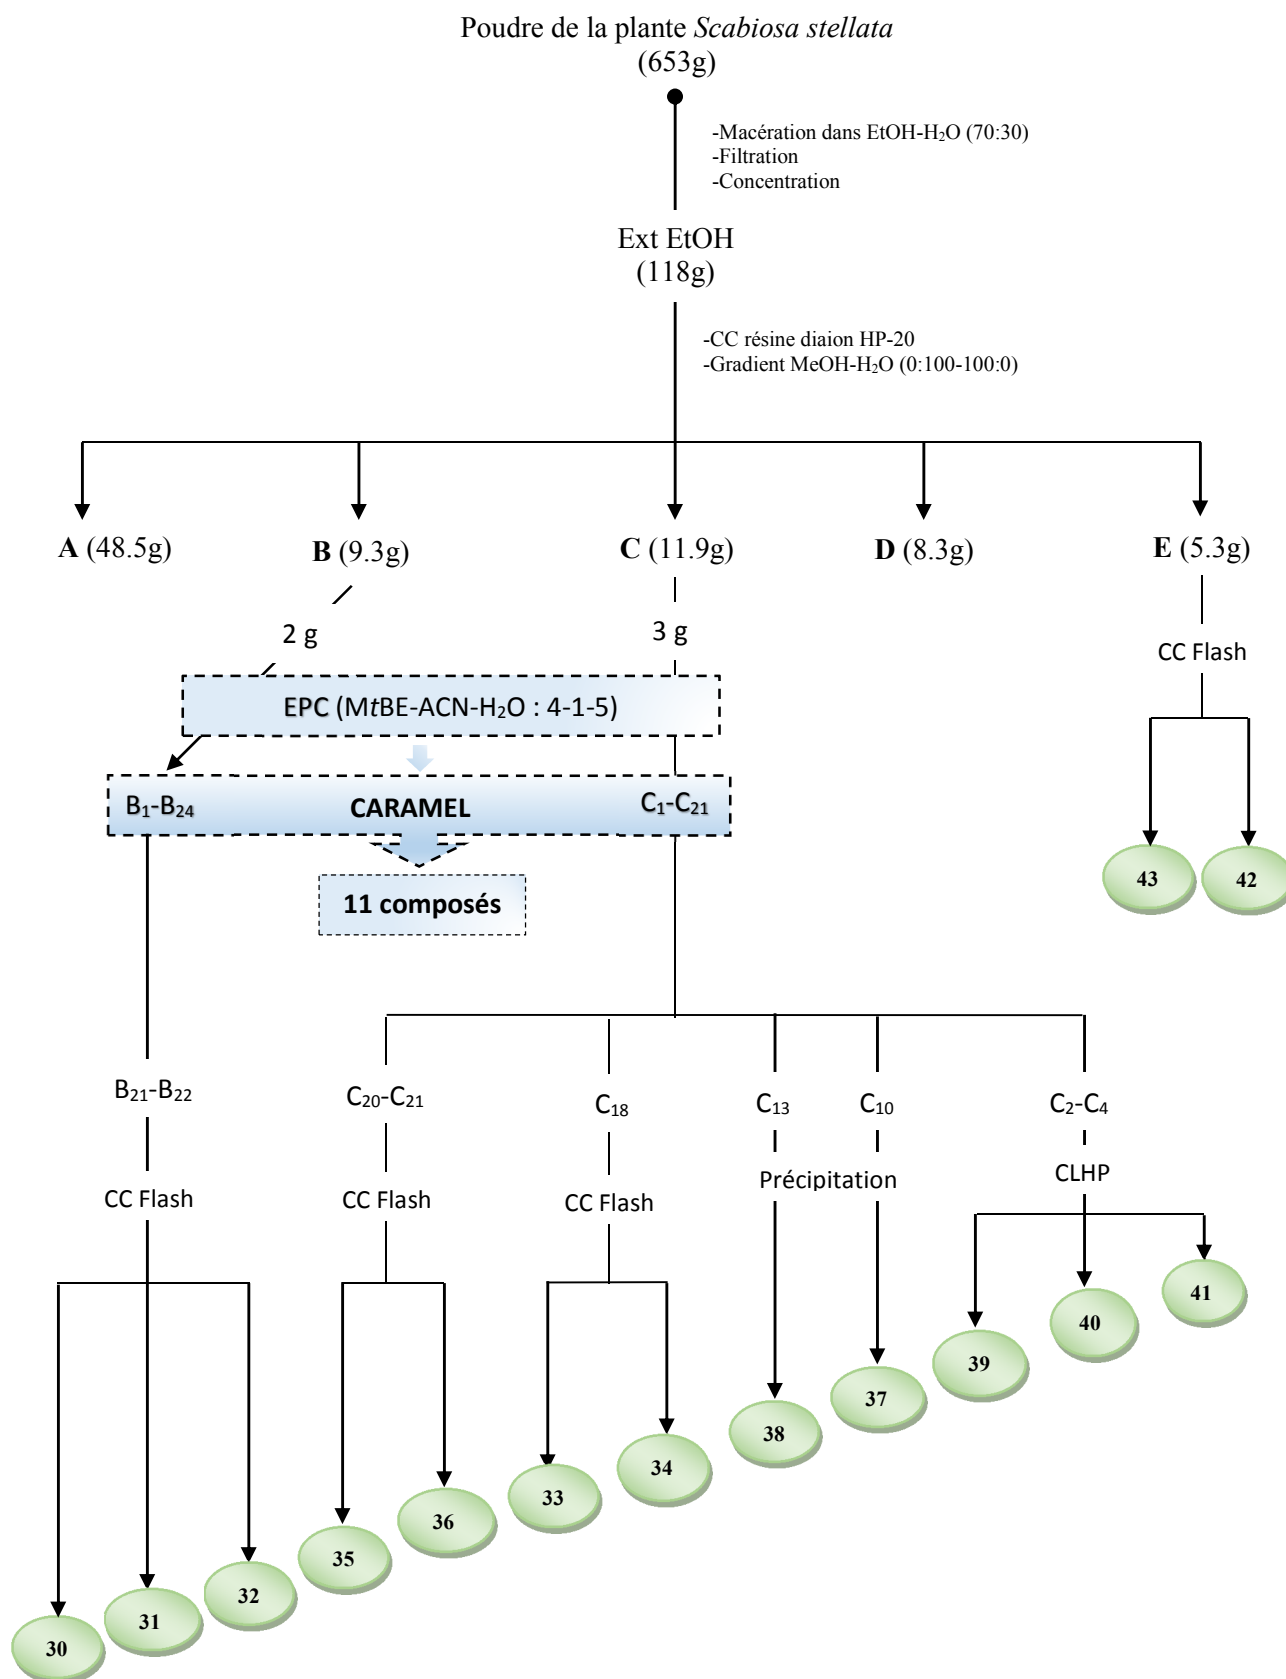 Poudre de la plante Scabiosa stellata
(653g)
-Macération dans EtOH-H₂O (70:30)
-Filtration
-Concentration
Ext EtOH
(118g)
-CC résine diaion HP-20
-Gradient MeOH-H₂O (0:100-100:0)
A (48.5g)
B (9.3g)
C (11.9g)
D (8.3g)
E (5.3g)
2 g
3 g
CC Flash
EPC (MtBE-ACN-H₂O : 4-1-5)
B₁-B₂₄
CARAMEL
C₁-C₂₁
11 composés
43
42
B₂₁-B₂₂
C₂₀-C₂₁
C₁₈
C₁₃
C₁₀
C₂-C₄
CC Flash
CC Flash
CC Flash
Précipitation
CLHP
41
40
39
37
38
34
33
36
35
32
31
30